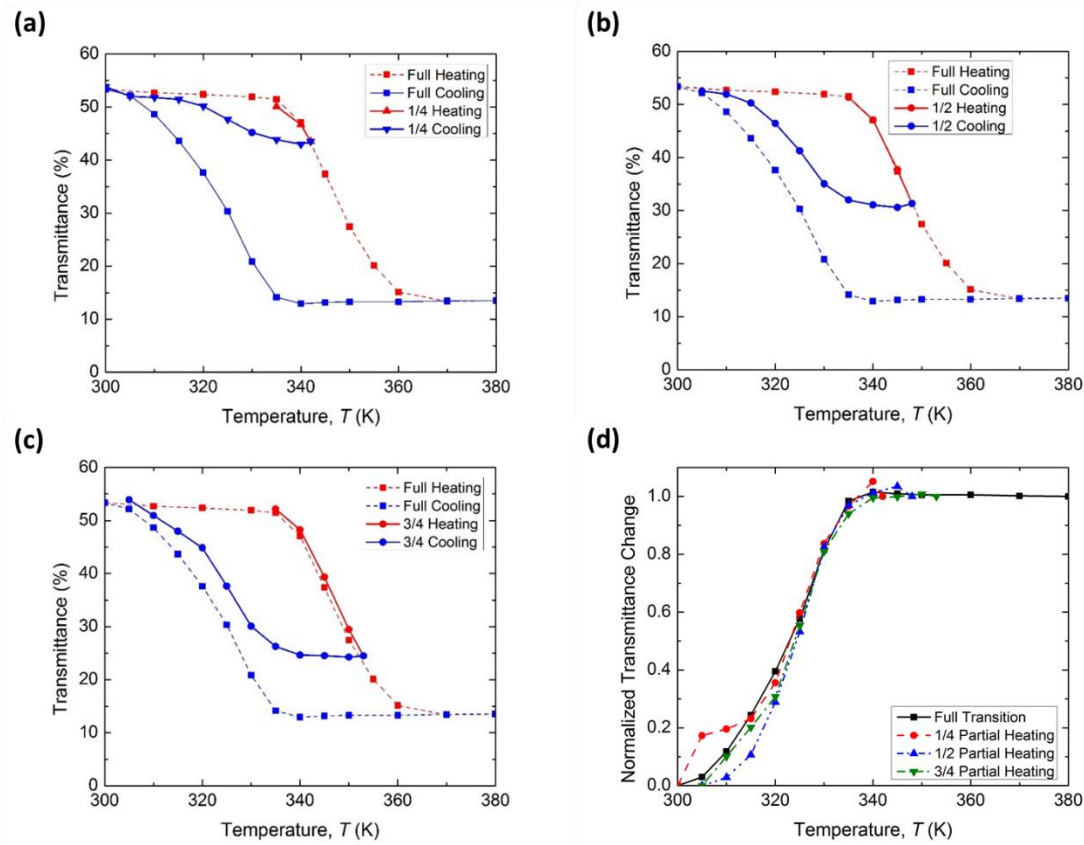 (a)
60
50
40
30
20
10
0
Transmittance (%)
Full Heating
Full Cooling
1/4 Heating
1/4 Cooling
300 320 340 360 380
Temperature, T (K)
(b)
60
50
40
30
20
10
0
Transmittance (%)
Full Heating
Full Cooling
1/2 Heating
1/2 Cooling
300 320 340 360 380
Temperature, T (K)
(c)
60
50
40
30
20
10
0
Transmittance (%)
Full Heating
Full Cooling
3/4 Heating
3/4 Cooling
300 320 340 360 380
Temperature, T (K)
(d)
1.0
0.8
0.6
0.4
0.2
0.0
Normalized Transmittance Change
Full Transition
1/4 Partial Heating
1/2 Partial Heating
3/4 Partial Heating
300 320 340 360 380
Temperature, T (K)